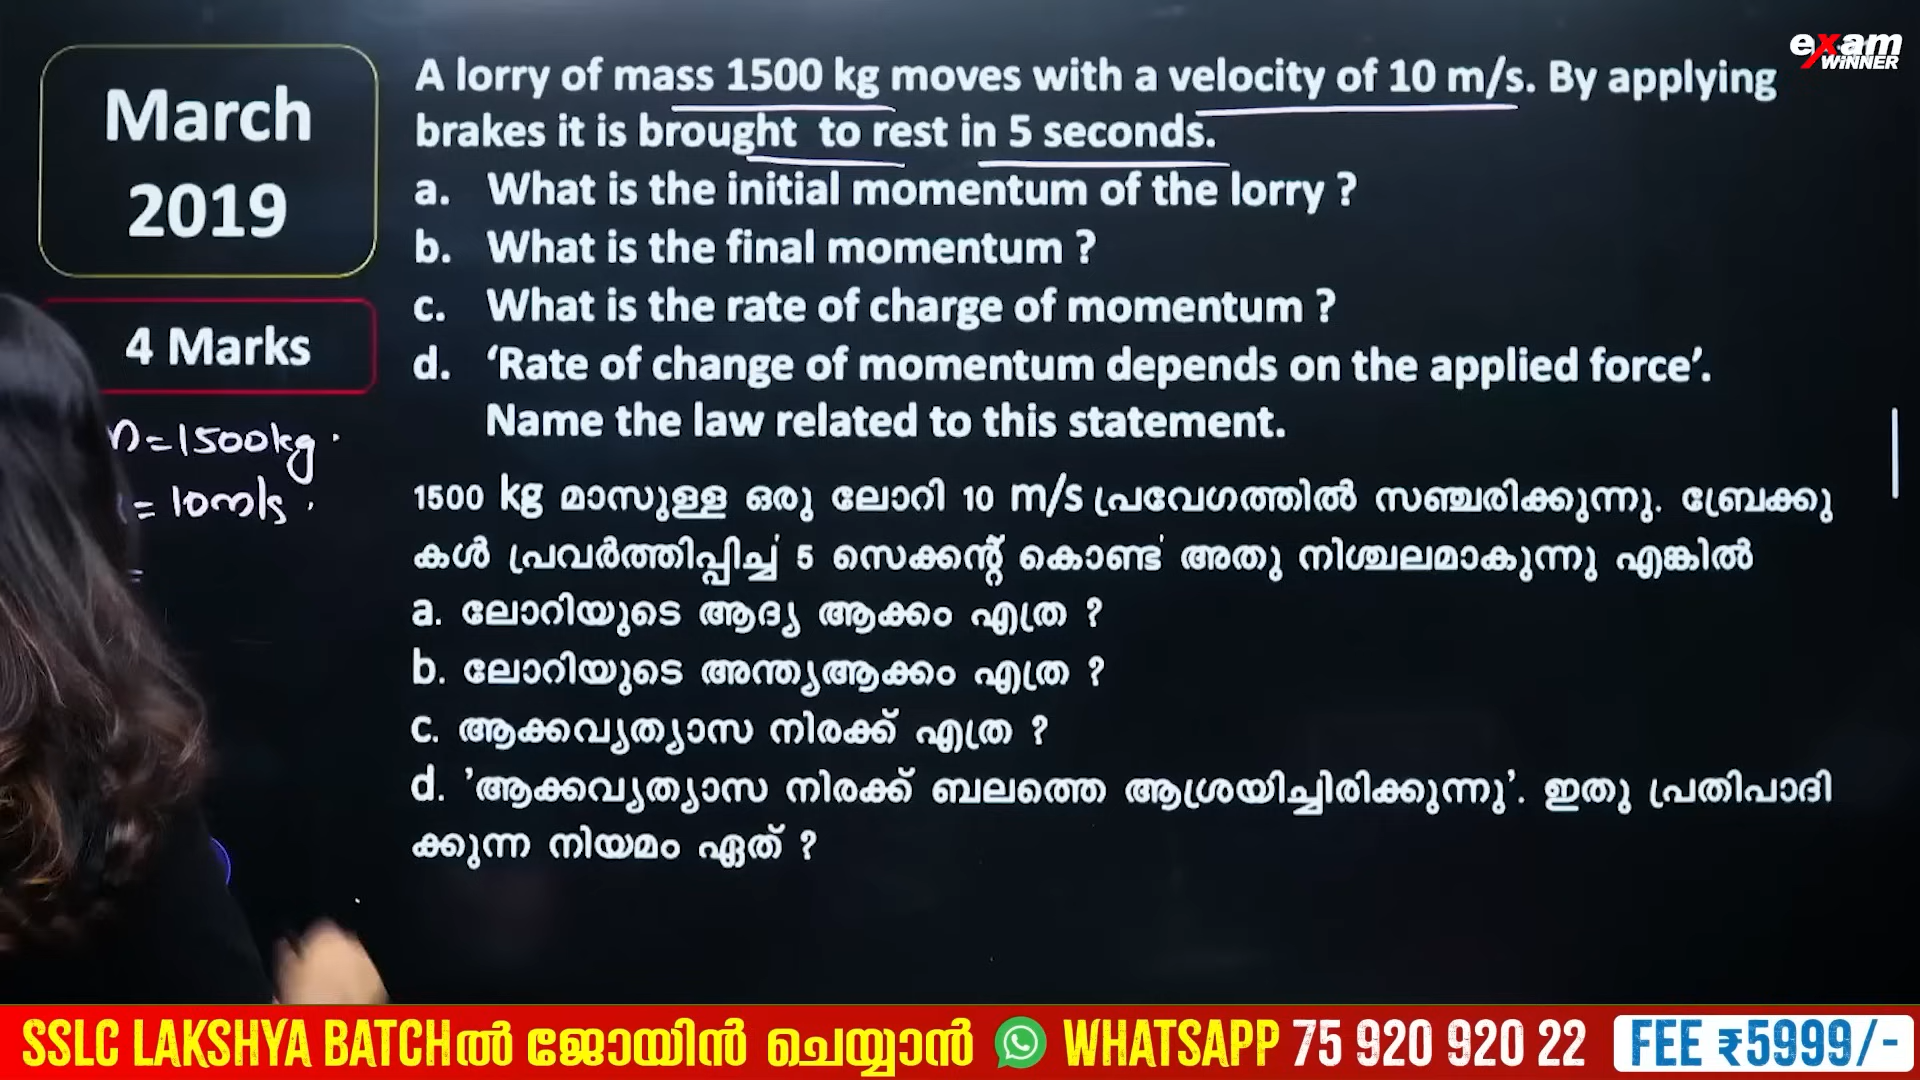 exam
WINNER
March
2019
4 Marks
A lorry of mass 1500 kg moves with a velocity of 10 m/s. By applying
brakes it is brought to rest in 5 seconds.
a. What is the initial momentum of the lorry ?
b. What is the final momentum ?
c. What is the rate of charge of momentum ?
d. ‘Rate of change of momentum depends on the applied force’.
Name the law related to this statement.
=1500kg
= 10m/s
=
1500 kg മാസുള്ള ഒരു ലോറി 10 m/s പ്രവേഗത്തിൽ സഞ്ചരിക്കുന്നു. ബ്രേക്കു
കൾ പ്രവർത്തിപ്പിച്ച് 5 സെക്കന്റ് കൊണ്ട് അതു നിശ്ചലമാകുന്നു എങ്കിൽ
a. ലോറിയുടെ ആദ്യ ആക്കം എത്ര ?
b. ലോറിയുടെ അന്ത്യആക്കം എത്ര ?
c. ആക്കവ്യത്യാസ നിരക്ക് എത്ര ?
d. ’ആക്കവ്യത്യാസ നിരക്ക് ബലത്തെ ആശ്രയിച്ചിരിക്കുന്നു’. ഇതു പ്രതിപാദി
ക്കുന്ന നിയമം ഏത് ?
SSLC LAKSHYA BATCHൽ ജോയിൻ ചെയ്യാൻ WHATSAPP 75 920 920 22 FEE ₹5999/-